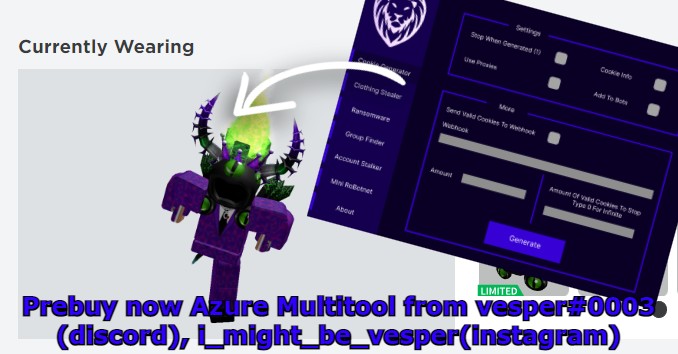 Currently Wearing
Cookie Generator
Clothing Stealer
Ransomware
Group Finder
Account Stalker
Mini RoBotnet
About
Settings
Stop When Generated (1)
Cookie Info
Use Proxies
Add To Bots
More
Send Valid Cookies To Webhook
Webhook
Amount
Amount Of Valid Cookies To Stop
Type 0 For Infinite
Generate
LIMITED
Prebuy now Azure Multitool from vesper#0003
(discord), i_might_be_vesper(instagram)